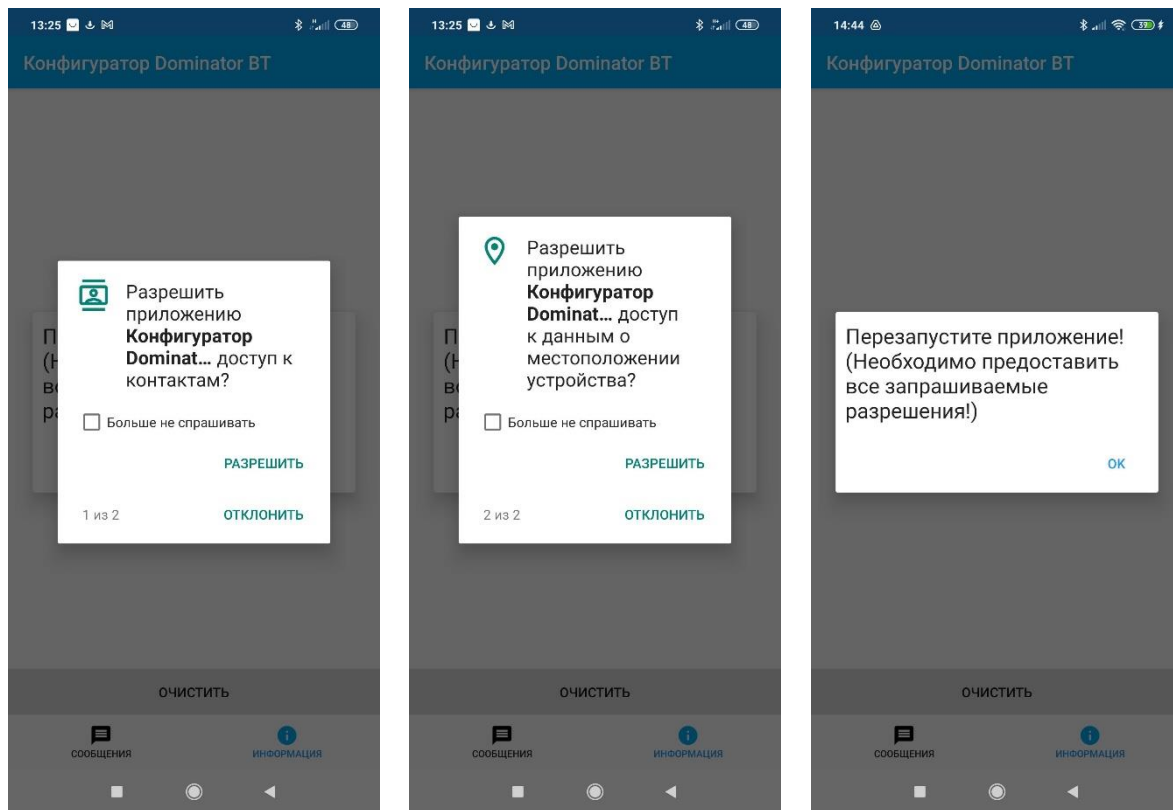 13:25
48
Конфигуратор Dominator BT
Разрешить
приложению
Конфигуратор
Dominat... доступ к
контактам?
Больше не спрашивать
РАЗРЕШИТЬ
1 из 2
ОТКЛОНИТЬ
ОЧИСТИТЬ
СООБЩЕНИЯ
ИНФОРМАЦИЯ
13:25
48
Конфигуратор Dominator BT
Разрешить
приложению
Конфигуратор
Dominat... доступ
к данным о
местоположении
устройства?
Больше не спрашивать
РАЗРЕШИТЬ
2 из 2
ОТКЛОНИТЬ
ОЧИСТИТЬ
СООБЩЕНИЯ
ИНФОРМАЦИЯ
14:44
39
Конфигуратор Dominator BT
Перезапустите приложение!
(Необходимо предоставить
все запрашиваемые
разрешения!)
OK
ОЧИСТИТЬ
СООБЩЕНИЯ
ИНФОРМАЦИЯ